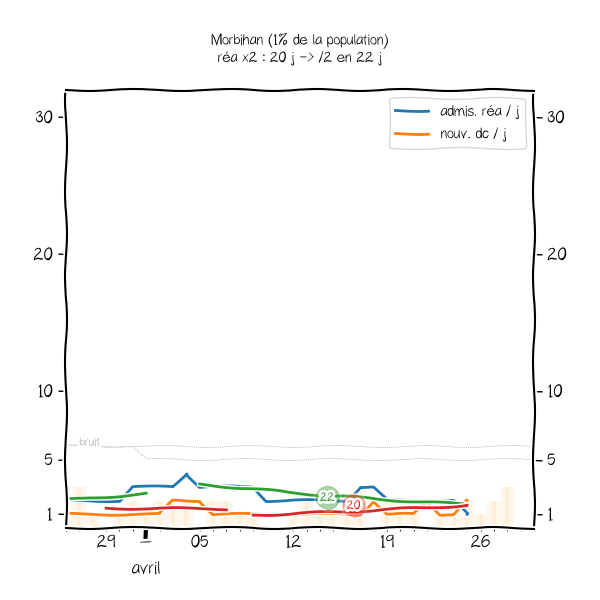 Morbihan (1% de la population)
réa x2 : 20 j -> /2 en 22 j
30
30
admis. réa / j
nouv. dc / j
20
20
10
10
bruit
5
5
22
20
1
1
29
05
12
19
26
avril